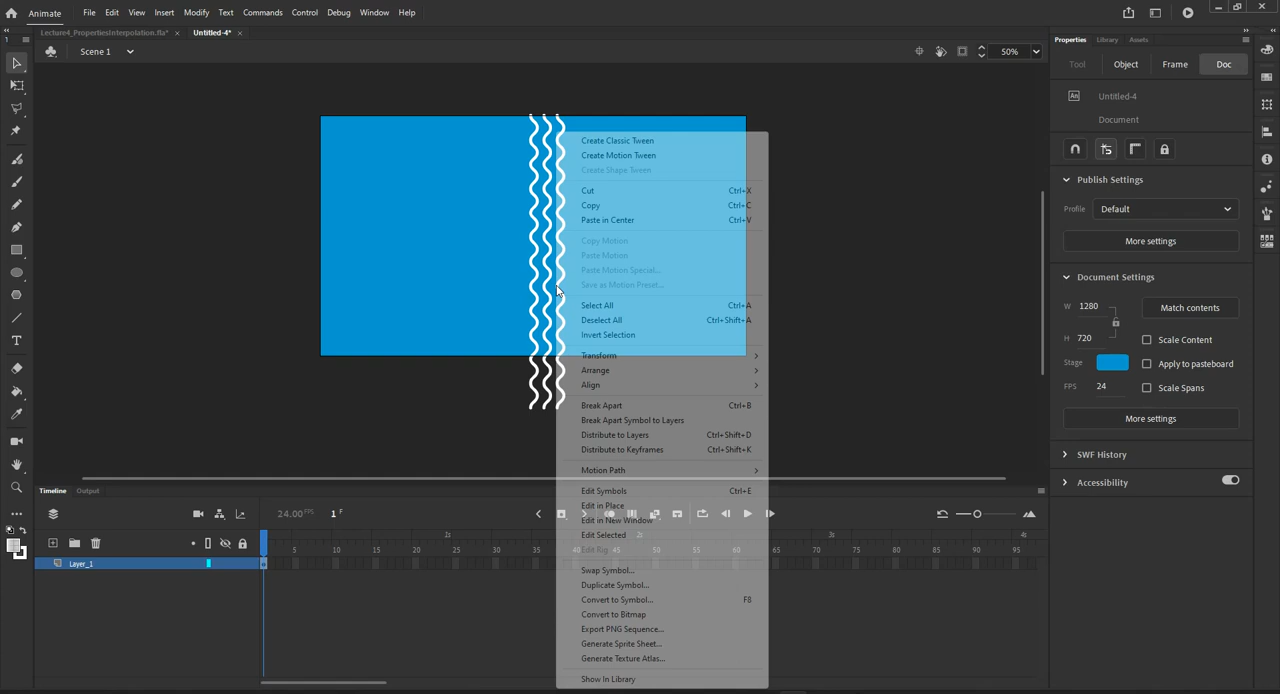 Animate File Edit View Insert Modify Text Commands Control Debug Window Help
Lecture4_PropertiesInterpolation.fla* × Untitled-4* ×
Scene 1 50%
Properties Library Assets
Tool Object Frame Doc
An Untitled-4
Document
Publish Settings
Profile Default
More settings
Document Settings
W 1280 Match contents
H 720 Scale Content
Stage Apply to pasteboard
FPS 24 Scale Spans
More settings
SWF History
Accessibility
Create Classic Tween
Create Motion Tween
Create Shape Tween
Cut Ctrl+X
Copy Ctrl+C
Paste in Center Ctrl+V
Copy Motion
Paste Motion
Paste Motion Special...
Save as Motion Preset...
Select All Ctrl+A
Deselect All Ctrl+Shift+A
Invert Selection
Transform
Arrange
Align
Break Apart Ctrl+B
Break Apart Symbol to Layers
Distribute to Layers Ctrl+Shift+D
Distribute to Keyframes Ctrl+Shift+K
Motion Path
Edit Symbols Ctrl+E
Edit in Place
Edit in New Window
Edit Selected
Edit Rig
Swap Symbol...
Duplicate Symbol...
Convert to Symbol... F8
Convert to Bitmap
Export PNG Sequence...
Generate Sprite Sheet...
Generate Texture Atlas...
Show In Library
Timeline Output
24.00 FPS 1 F
1s 2s 3s 4s
5 10 15 20 25 30 35 40 45 50 55 60 65 70 75 80 85 90 95
Layer_1